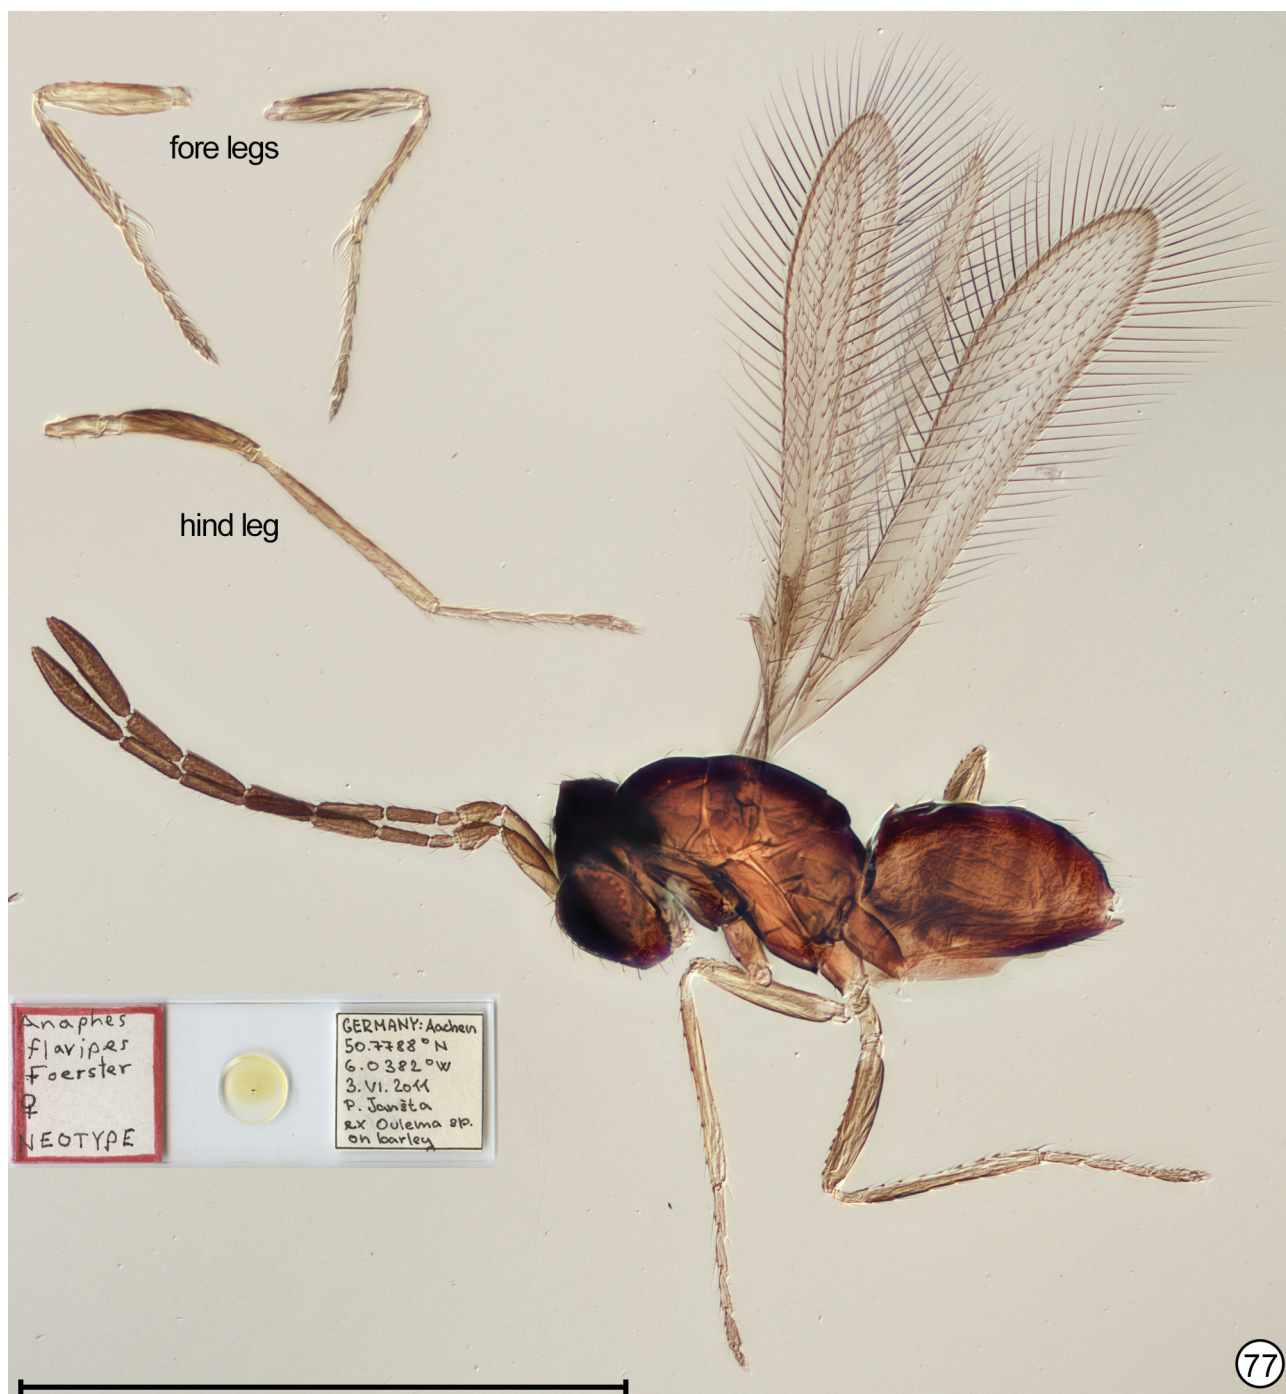 fore legs
hind leg
Anaphes
flavipes
Foerster
♀
NEOTYPE
GERMANY: Aachen
50.7788°N
6.0382°W
3.VI.2011
P. Janšta
ex Oulema sp.
on barley
77